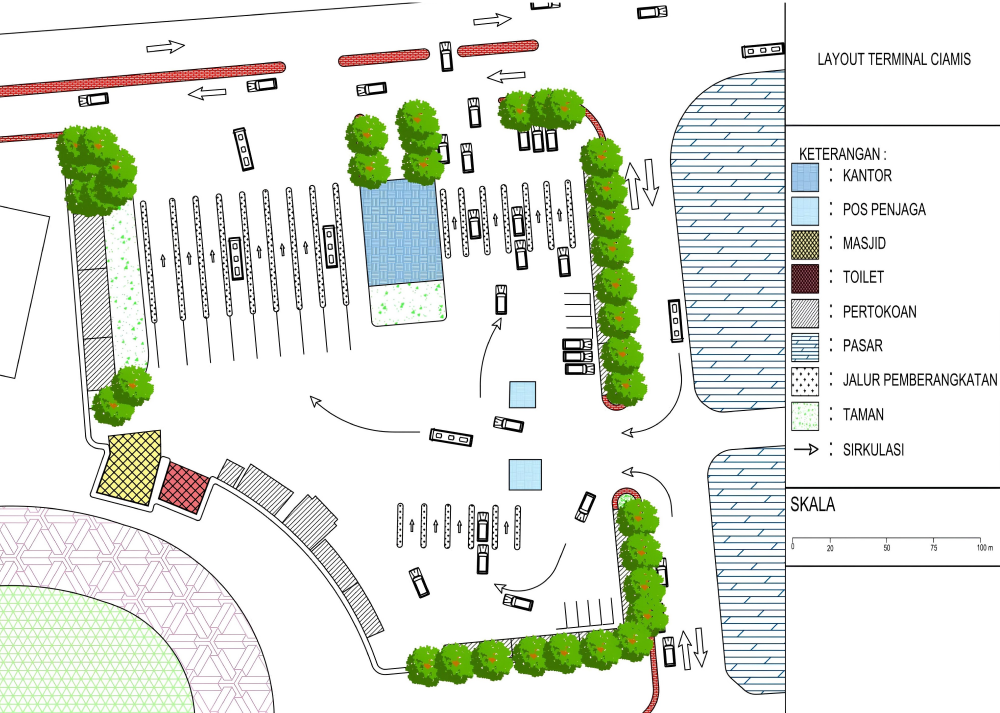 LAYOUT TERMINAL CIAMIS
KETERANGAN :
: KANTOR
: POS PENJAGA
: MASJID
: TOILET
: PERTOKOAN
: PASAR
: JALUR PEMBERANGKATAN
: TAMAN
: SIRKULASI
SKALA
0 20 50 75 100 m